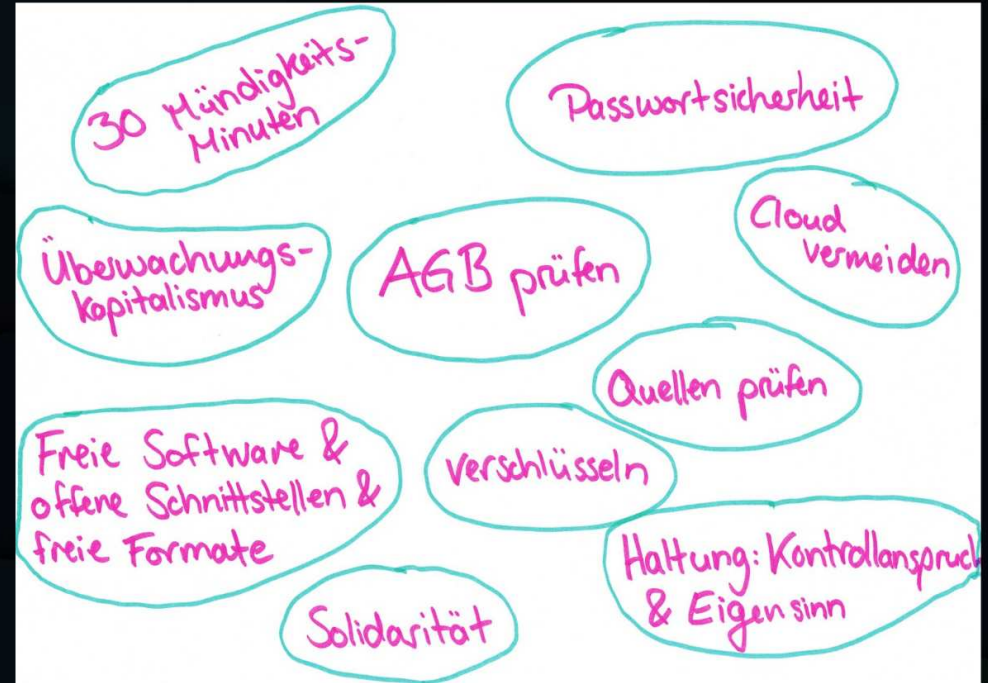 30 Mündigkeits-
Minuten
Passwortsicherheit
Cloud
vermeiden
Überwachungs-
kapitalismus
AGB prüfen
Quellen prüfen
Freie Software &
offene Schnittstellen &
freie Formate
verschlüsseln
Haltung: Kontrollanspruch
& Eigensinn
Solidarität